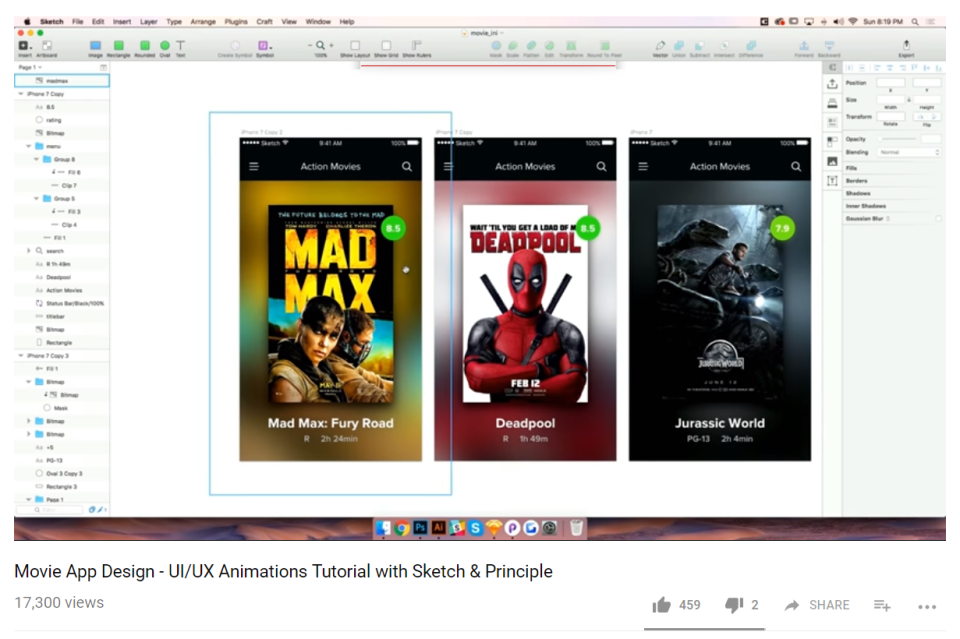 Sketch File Edit Insert Layer Type Arrange Plugins Craft View Window Help
Sun 8:19 PM
movie_ini
Insert Artboard Image Rectangle Rounded Oval Text Create Symbol Symbol 100% Show Layout Show Grid Show Rulers Mask Scale Flatten Edit Transform Round To Pixel Vector Union Subtract Intersect Difference Forward Backward Export
Page 1
madmax
iPhone 7 Copy
8.5
rating
Bitmap
menu
Group 8
Fill 6
Clip 7
Group 5
Fill 3
Clip 4
Fill 1
search
R 1h 49m
Deadpool
Action Movies
Status Bar/Black/100%
titlebar
Bitmap
Bitmap
Rectangle
iPhone 7 Copy 3
Fill 1
Bitmap
Bitmap
Mask
Bitmap
Bitmap
PG-13
Oval 3 Copy 3
Rectangle 3
Page 1
iPhone 7 Copy 2
Sketch 9:41 AM 100%
Action Movies
THE FUTURE BELONGS TO THE MAD
TOM HARDY CHARLIZE THERON
8.5
MAD
FURY ROAD
MAX
MAY 15
Mad Max: Fury Road
R 2h 24min
iPhone 7 Copy
Sketch 9:41 AM 100%
Action Movies
WAIT 'TIL YOU GET A LOAD OF M
8.5
DEADPOOL
FEB 12
Deadpool
R 1h 49m
iPhone 7
Sketch 9:41 AM 100%
Action Movies
7.9
JURASSIC WORLD
JUNE 12
Jurassic World
PG-13 2h 4min
Position
X Y
Size
Width Height
Transform
Rotate Flip
Opacity
Blending Normal
Fills
Borders
Shadows
Inner Shadows
Gaussian Blur
Ps Ai S P
Movie App Design - UI/UX Animations Tutorial with Sketch & Principle
17,300 views
459 2 SHARE